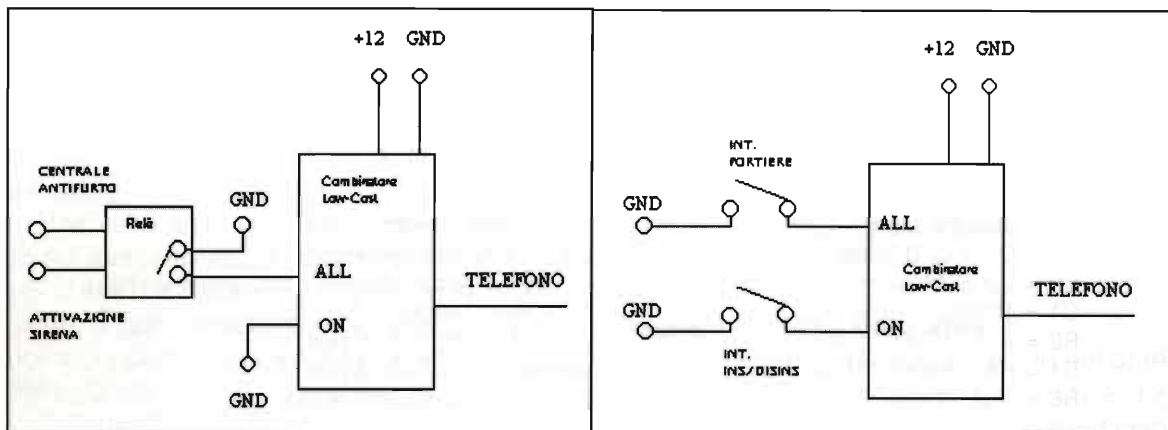 +12 GND
CENTRALE
ANTIFURTO
Relè
GND
Combinatore
Low-Cost
ALL
TELEFONO
ATTIVAZIONE
SIRENA
ON
GND
+12 GND
INT.
PORTIERE
GND
ALL
Combinatore
Low-Cost
TELEFONO
GND
ON
INT.
INS/DISINS